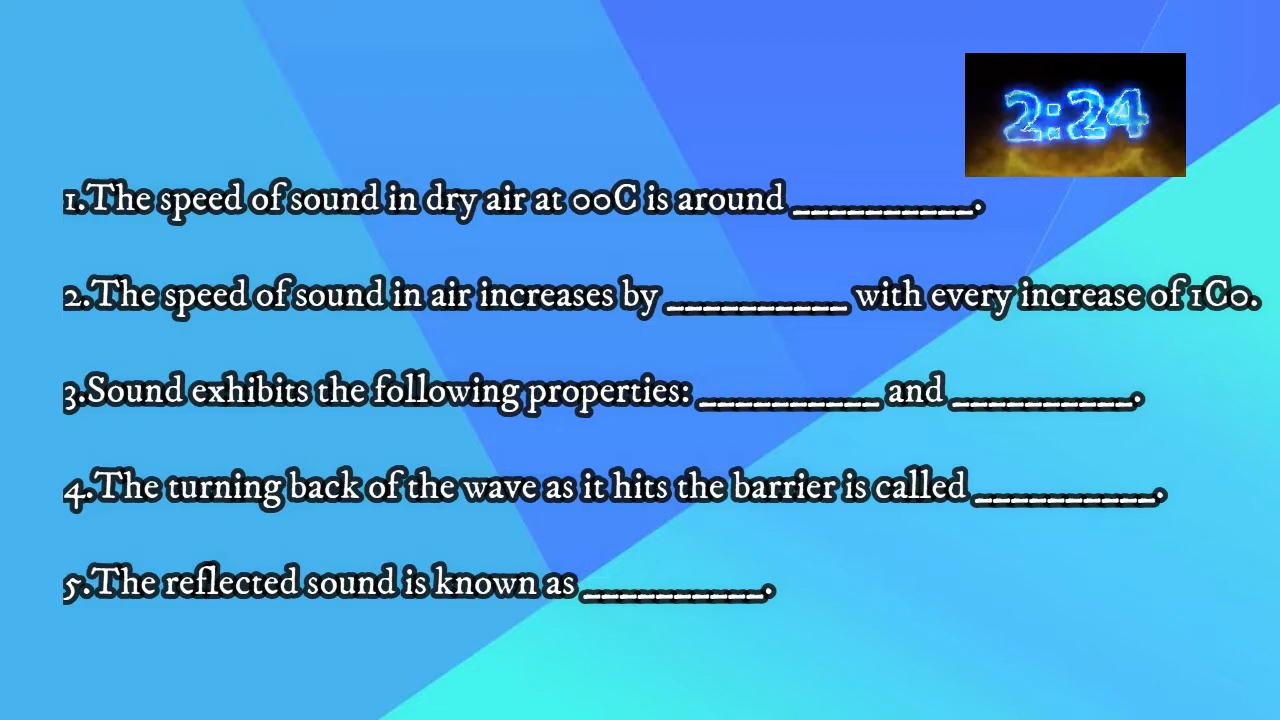 2:24
1.The speed of sound in dry air at 00C is around __________.
2.The speed of sound in air increases by __________ with every increase of 1C0.
3.Sound exhibits the following properties: __________ and __________.
4.The turning back of the wave as it hits the barrier is called __________.
5.The reflected sound is known as __________.